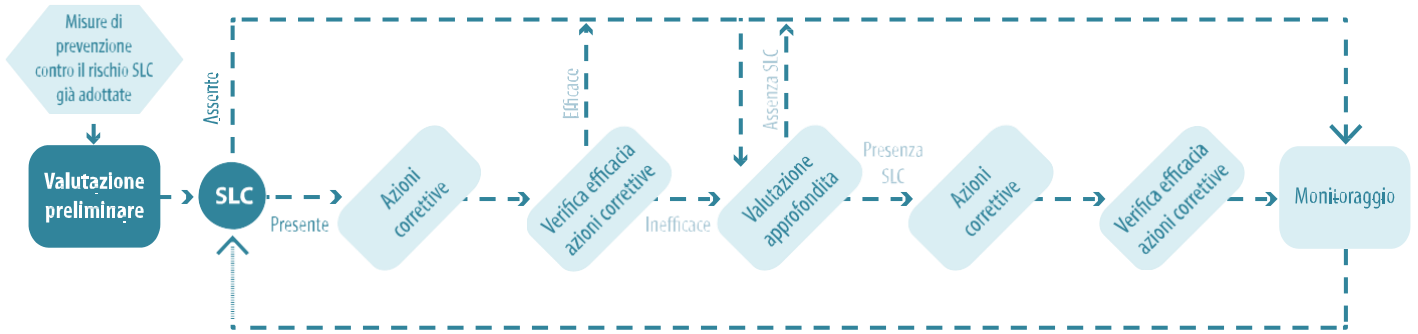 Misure di
prevenzione
contro il rischio SLC
già adottate
Valutazione
preliminare
SLC
Assente
Presente
Azioni
correttive
Verifica efficacia
azioni correttive
Efficace
Inefficace
Valutazione
approfondita
Assenza SLC
Presenza
SLC
Azioni
correttive
Verifica efficacia
azioni correttive
Monitoraggio